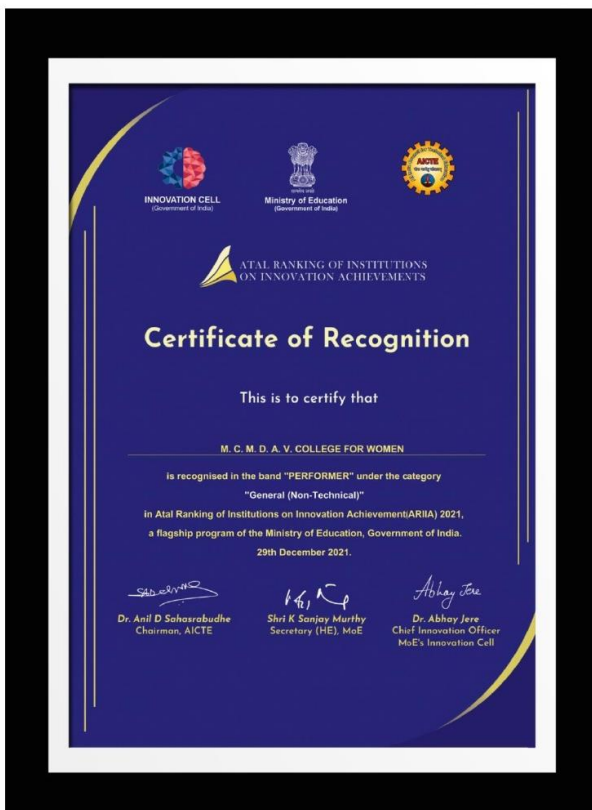 INNOVATION CELL
(Government of India)
सत्यमेव जयते
Ministry of Education
(Government of India)
AICTE
ATAL RANKING OF INSTITUTIONS
ON INNOVATION ACHIEVEMENTS
Certificate of Recognition
This is to certify that
M. C. M. D. A. V. COLLEGE FOR WOMEN
is recognised in the band "PERFORMER" under the category
"General (Non-Technical)"
in Atal Ranking of Institutions on Innovation Achievement(ARIIA) 2021,
a flagship program of the Ministry of Education, Government of India.
29th December 2021.
Abhay Jere
Dr. Anil D Sahasrabudhe
Chairman, AICTE
Shri K Sanjay Murthy
Secretary (HE), MoE
Dr. Abhay Jere
Chief Innovation Officer
MoE's Innovation Cell